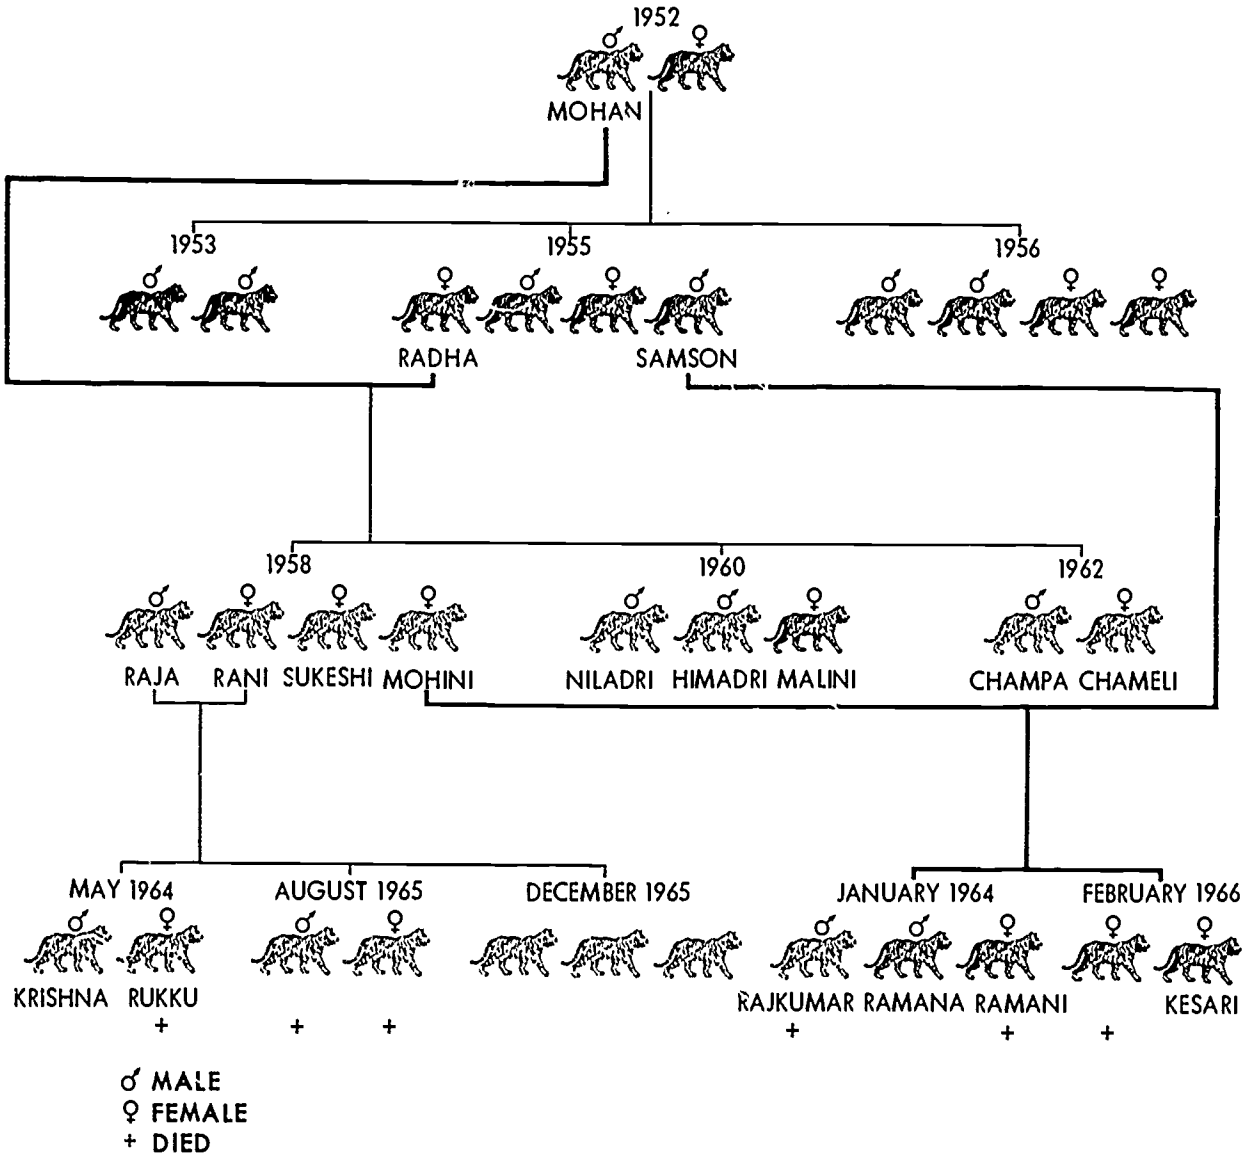 1952
♂ ♀
MOHAN
1953 1955 1956
♂ ♂ ♀ ♂ ♀ ♂ ♂ ♂ ♀ ♀
RADHA SAMSON
1958 1960 1962
♂ ♀ ♀ ♀ ♂ ♂ ♀ ♂ ♀
RAJA RANI SUKESHI MOHINI NILADRI HIMADRI MALINI CHAMPA CHAMELI
MAY 1964 AUGUST 1965 DECEMBER 1965 JANUARY 1964 FEBRUARY 1966
♂ ♀ ♂ ♀ ♂ ♂ ♀ ♀ ♀
KRISHNA RUKKU RAJKUMAR RAMANA RAMANI KESARI
+ + + + + +
♂ MALE
♀ FEMALE
+ DIED